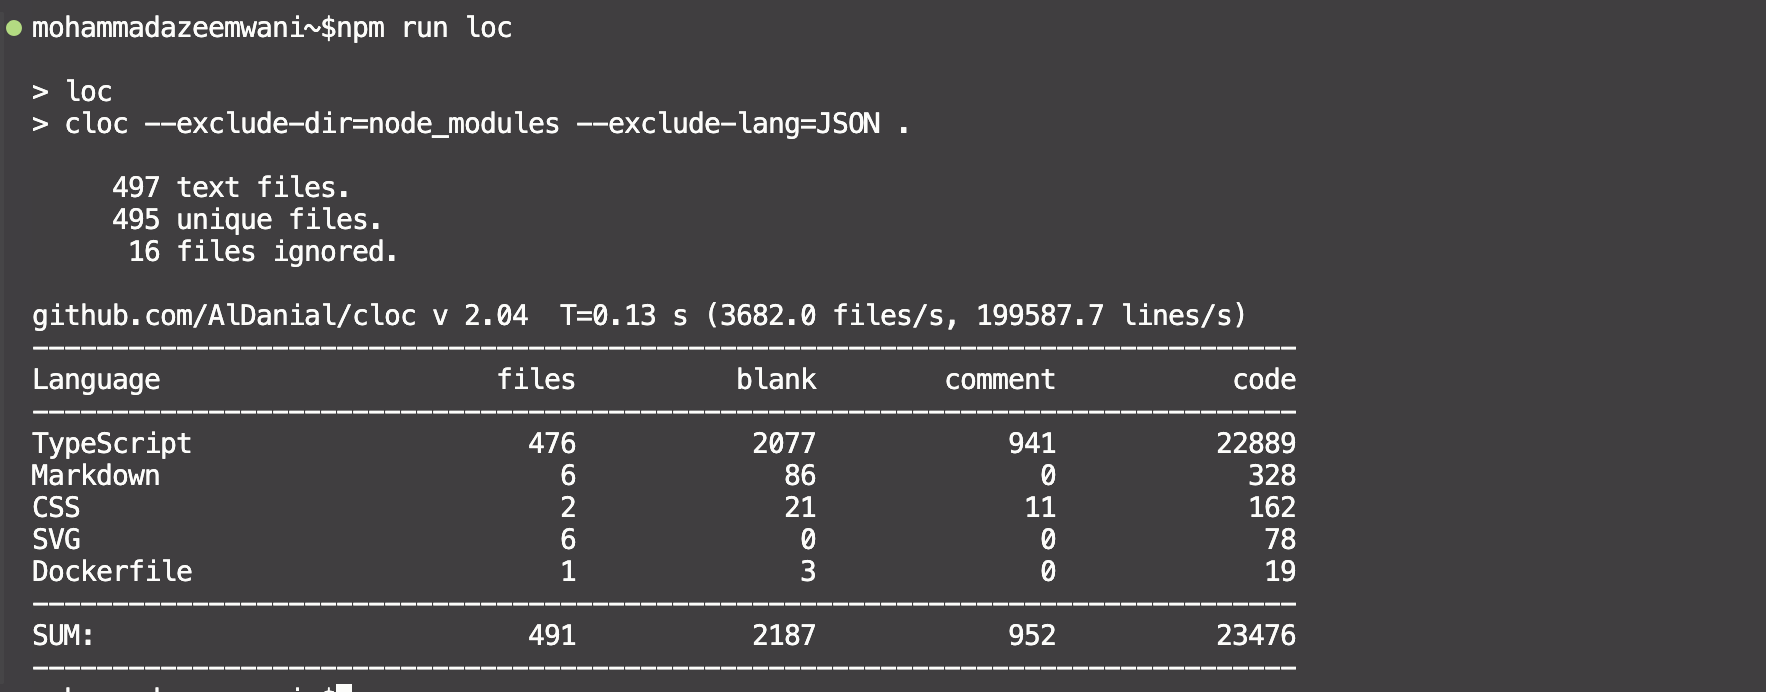 mohammadazeemwani~$npm run loc
> loc
> cloc --exclude-dir=node_modules --exclude-lang=JSON .
497 text files.
495 unique files.
16 files ignored.
github.com/AlDanial/cloc v 2.04  T=0.13 s (3682.0 files/s, 199587.7 lines/s)
-------------------------------------------------------------------------------
Language                     files          blank        comment           code
-------------------------------------------------------------------------------
TypeScript                     476           2077            941          22889
Markdown                         6             86              0            328
CSS                              2             21             11            162
SVG                              6              0              0             78
Dockerfile                       1              3              0             19
-------------------------------------------------------------------------------
SUM:                           491           2187            952          23476
-------------------------------------------------------------------------------